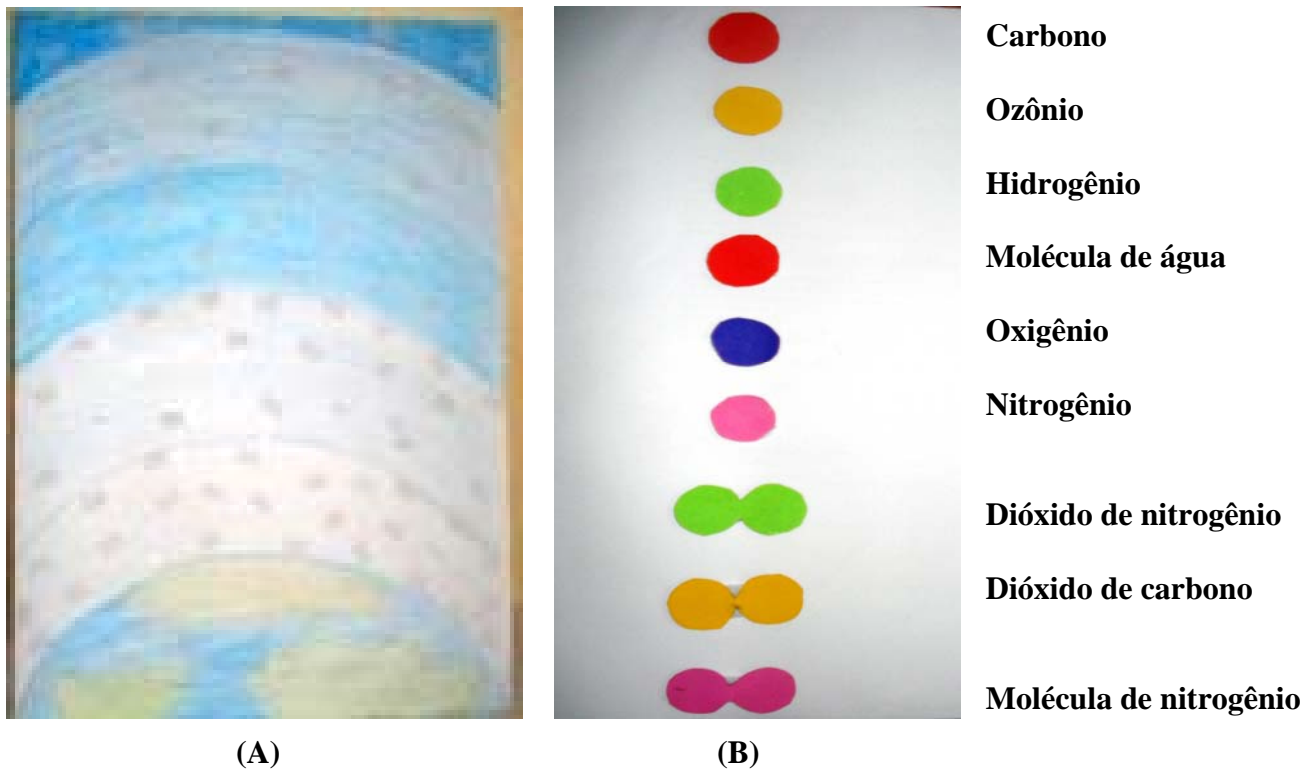 Carbono
Ozônio
Hidrogênio
Molécula de água
Oxigênio
Nitrogênio
Dióxido de nitrogênio
Dióxido de carbono
Molécula de nitrogênio
(A)
(B)